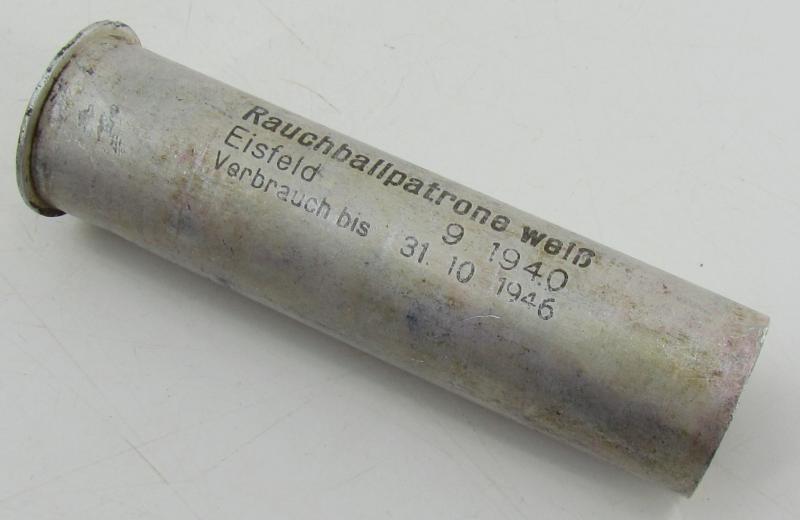 Rauchballpatrone weiß
Eisfeld 9 1940
Verbrauch bis 31. 10 1946